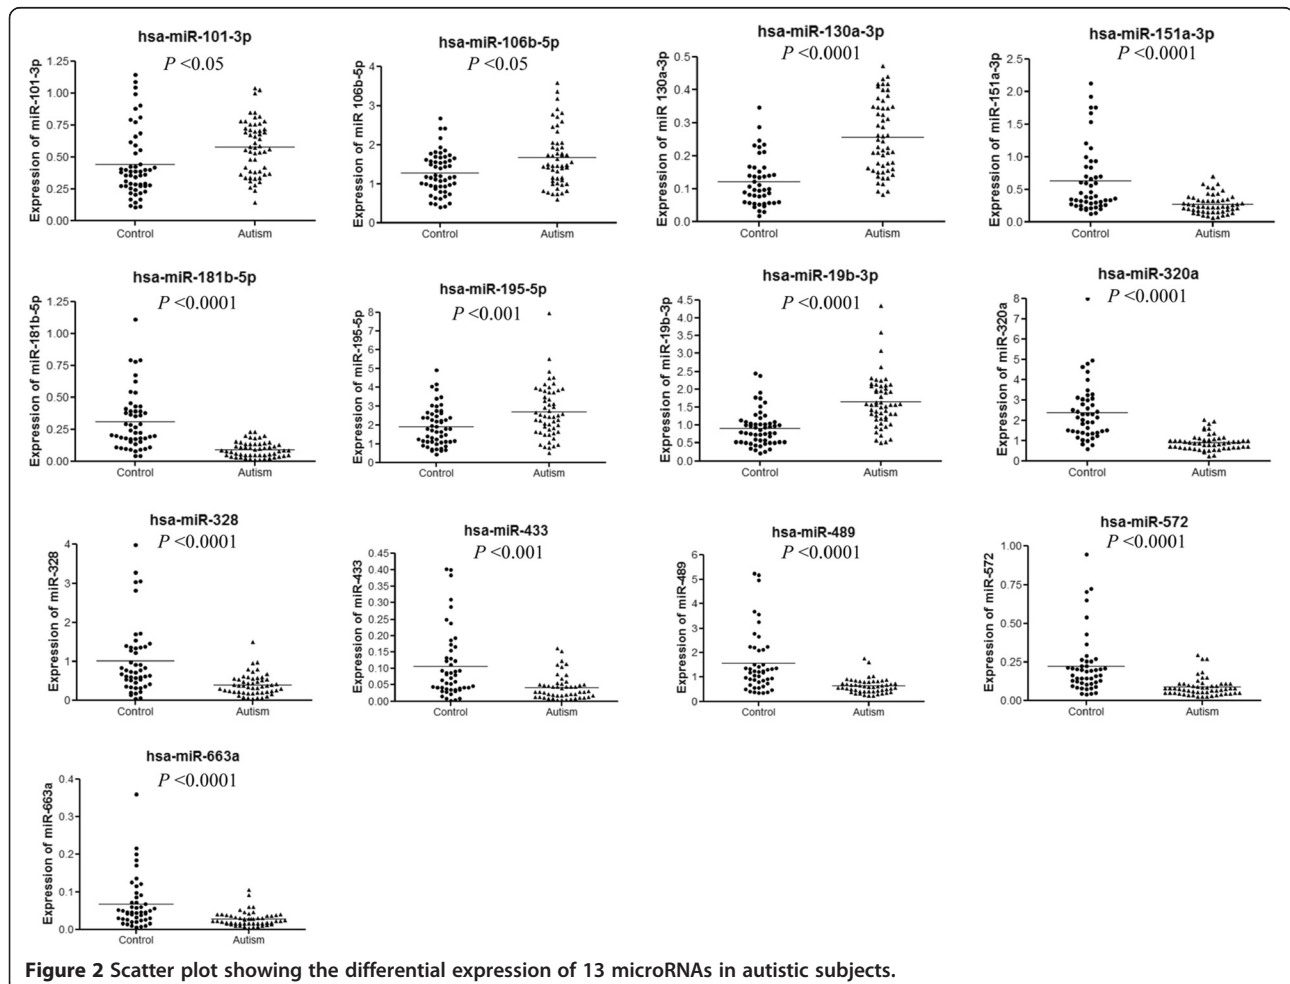 hsa-miR-101-3p
P <0.05
Expression of miR-101-3p
1.25
1.00
0.75
0.50
0.25
0.00
Control
Autism
hsa-miR-106b-5p
P <0.05
Expression of miR 106b-5p
4
3
2
1
0
Control
Autism
hsa-miR-130a-3p
P <0.0001
Expression of miR 130a-3p
0.5
0.4
0.3
0.2
0.1
0.0
Control
Autism
hsa-miR-151a-3p
P <0.0001
Expression of miR-151a-3p
2.5
2.0
1.5
1.0
0.5
0.0
Control
Autism
hsa-miR-181b-5p
P <0.0001
Expression of miR-181b-5p
1.25
1.00
0.75
0.50
0.25
0.00
Control
Autism
hsa-miR-195-5p
P <0.001
Expression of miR-195-5p
8
7
6
5
4
3
2
1
0
Control
Autism
hsa-miR-19b-3p
P <0.0001
Expression of miR-19b-3p
4.5
4.0
3.5
3.0
2.5
2.0
1.5
1.0
0.5
0.0
Control
Autism
hsa-miR-320a
P <0.0001
Expression of miR-320a
8
7
6
5
4
3
2
1
0
Control
Autism
hsa-miR-328
P <0.0001
Expression of miR-328
4
3
2
1
0
Control
Autism
hsa-miR-433
P <0.001
Expression of miR-433
0.45
0.40
0.35
0.30
0.25
0.20
0.15
0.10
0.05
0.00
Control
Autism
hsa-miR-489
P <0.0001
Expression of miR-489
6
5
4
3
2
1
0
Control
Autism
hsa-miR-572
P <0.0001
Expression of miR-572
1.00
0.75
0.50
0.25
0.00
Control
Autism
hsa-miR-663a
P <0.0001
Expression of miR-663a
0.4
0.3
0.2
0.1
0.0
Control
Autism
Figure 2 Scatter plot showing the differential expression of 13 microRNAs in autistic subjects.